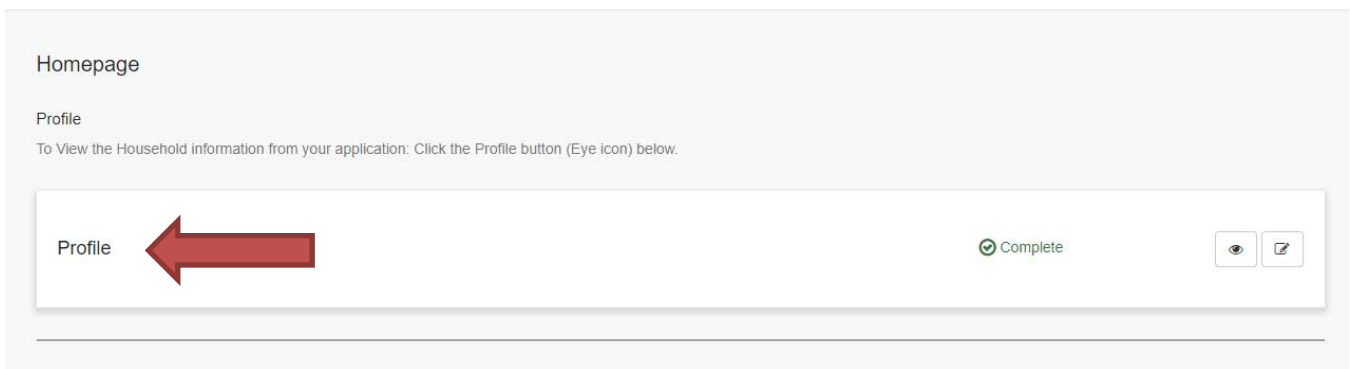 Homepage
Profile
To View the Household information from your application: Click the Profile button (Eye icon) below.
Profile
Complete